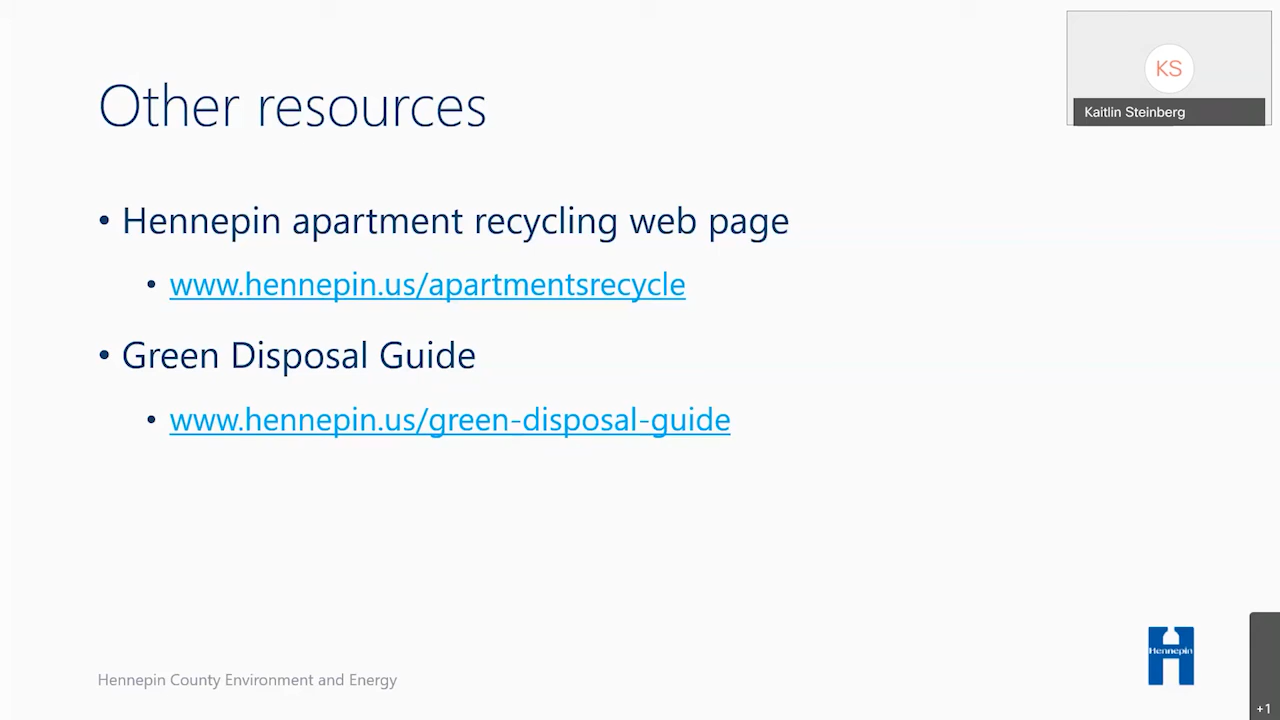 Other resources
KS
Kaitlin Steinberg
• Hennepin apartment recycling web page
• www.hennepin.us/apartmentsrecycle
• Green Disposal Guide
• www.hennepin.us/green-disposal-guide
Hennepin
Hennepin County Environment and Energy
+1